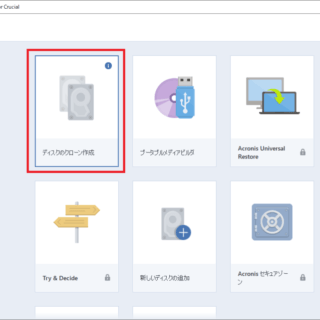 or Crucial
ディスクのクローン作成
ブータブルメディアビルダ
Acronis Universal
Restore
Try & Decide
新しいディスクの追加
Acronis セキュアゾー
ン